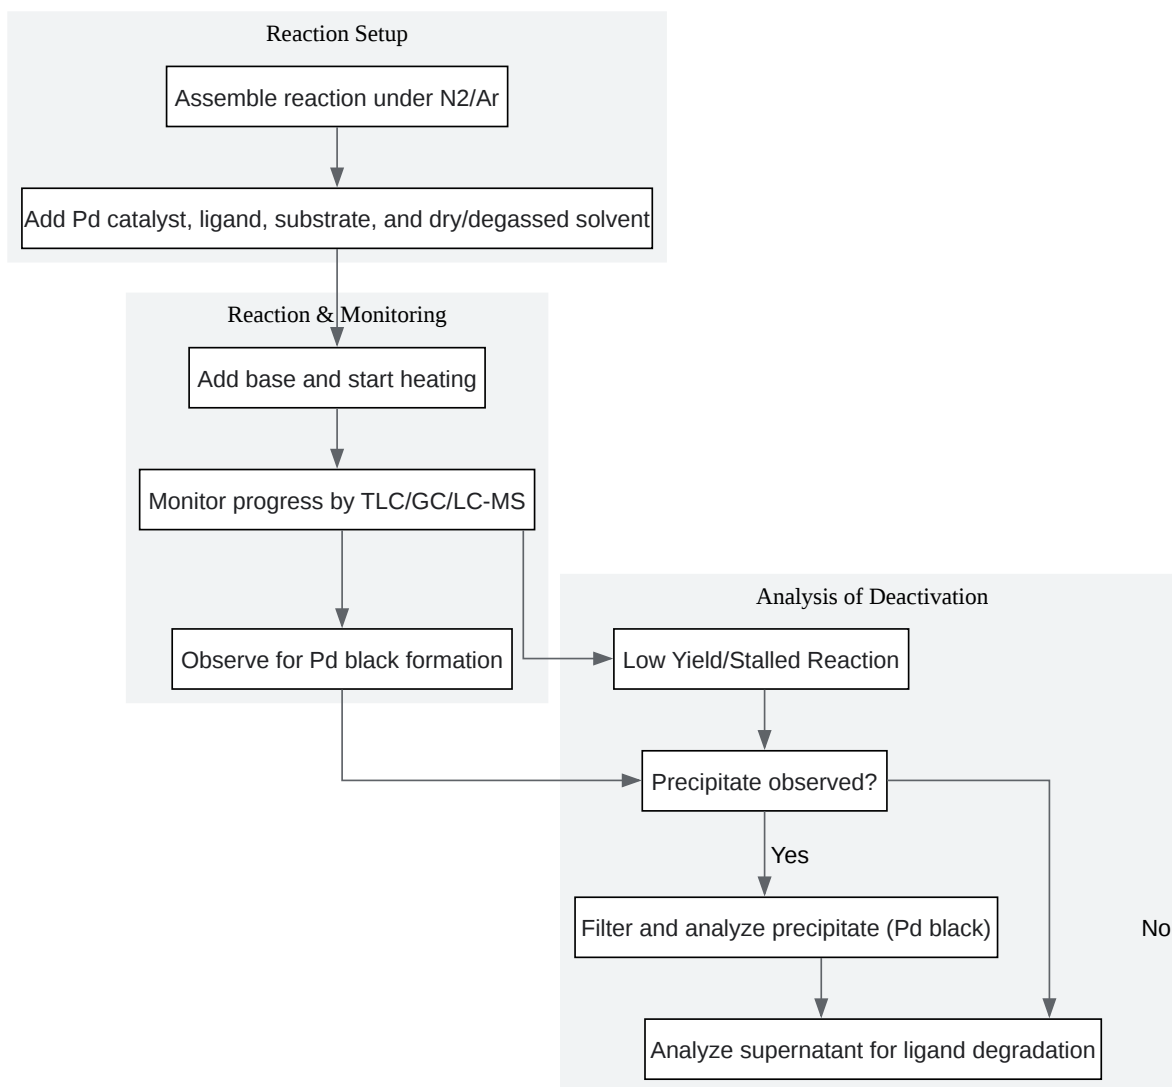 Reaction Setup
Assemble reaction under N2/Ar
Add Pd catalyst, ligand, substrate, and dry/degassed solvent
Reaction & Monitoring
Add base and start heating
Monitor progress by TLC/GC/LC-MS
Observe for Pd black formation
Analysis of Deactivation
Low Yield/Stalled Reaction
Precipitate observed?
Yes
Filter and analyze precipitate (Pd black)
No
Analyze supernatant for ligand degradation